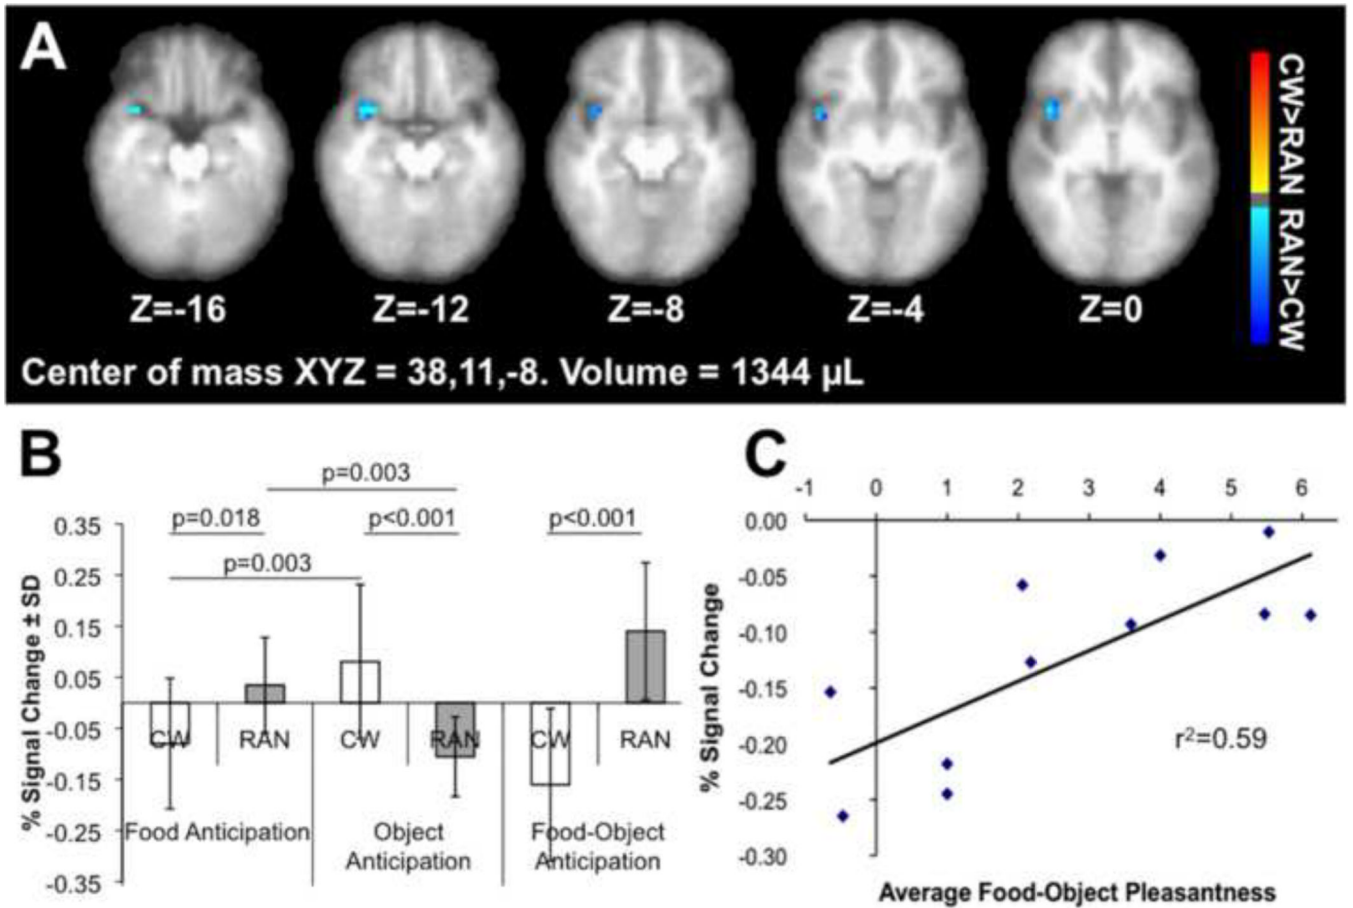 A
Z=-16
Z=-12
Z=-8
Z=-4
Z=0
CW>RAN RAN>CW
Center of mass XYZ = 38,11,-8. Volume = 1344 µL
B
p=0.003
p=0.018
p<0.001
p<0.001
p=0.003
% Signal Change ± SD
0.35
0.25
0.15
0.05
-0.05
-0.15
-0.25
-0.35
CW
RAN
CW
RAN
CW
RAN
Food Anticipation
Object
Anticipation
Food-Object
Anticipation
C
-1
0
1
2
3
4
5
6
% Signal Change
0.00
-0.05
-0.10
-0.15
-0.20
-0.25
-0.30
r²=0.59
Average Food-Object Pleasantness